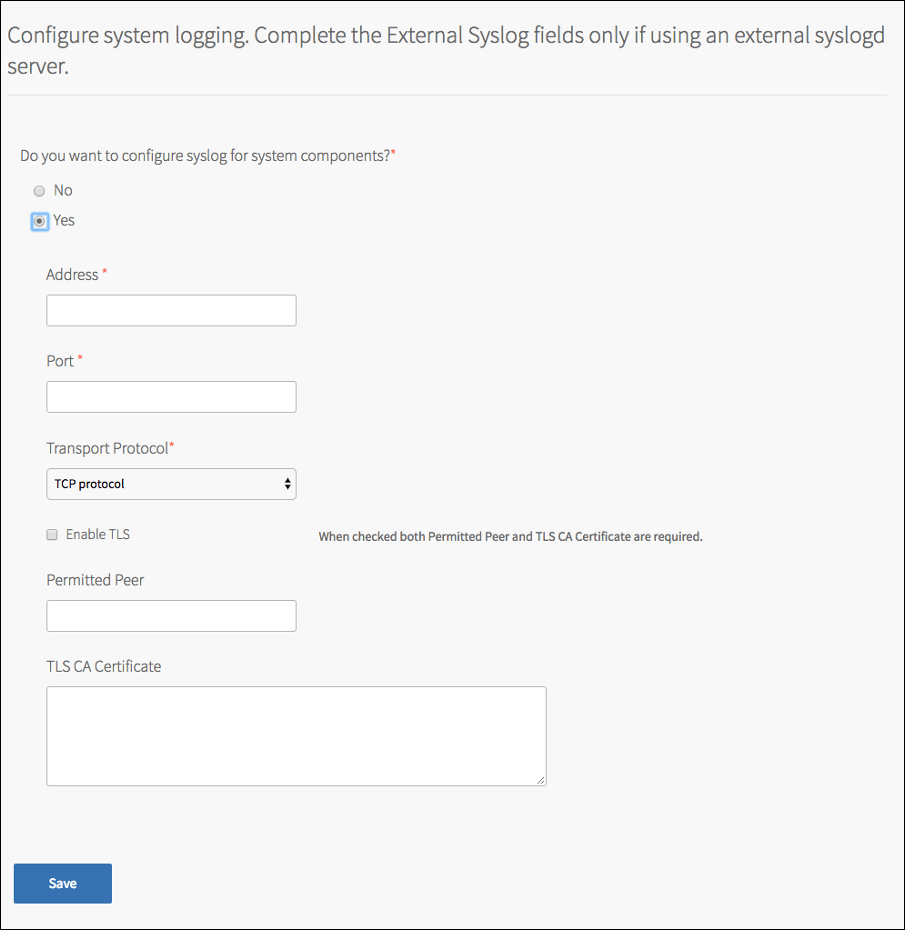 Configure system logging. Complete the External Syslog fields only if using an external syslogd
server.
Do you want to configure syslog for system components?*
No
Yes
Address *
Port *
Transport Protocol*
TCP protocol
Enable TLS
When checked both Permitted Peer and TLS CA Certificate are required.
Permitted Peer
TLS CA Certificate
Save